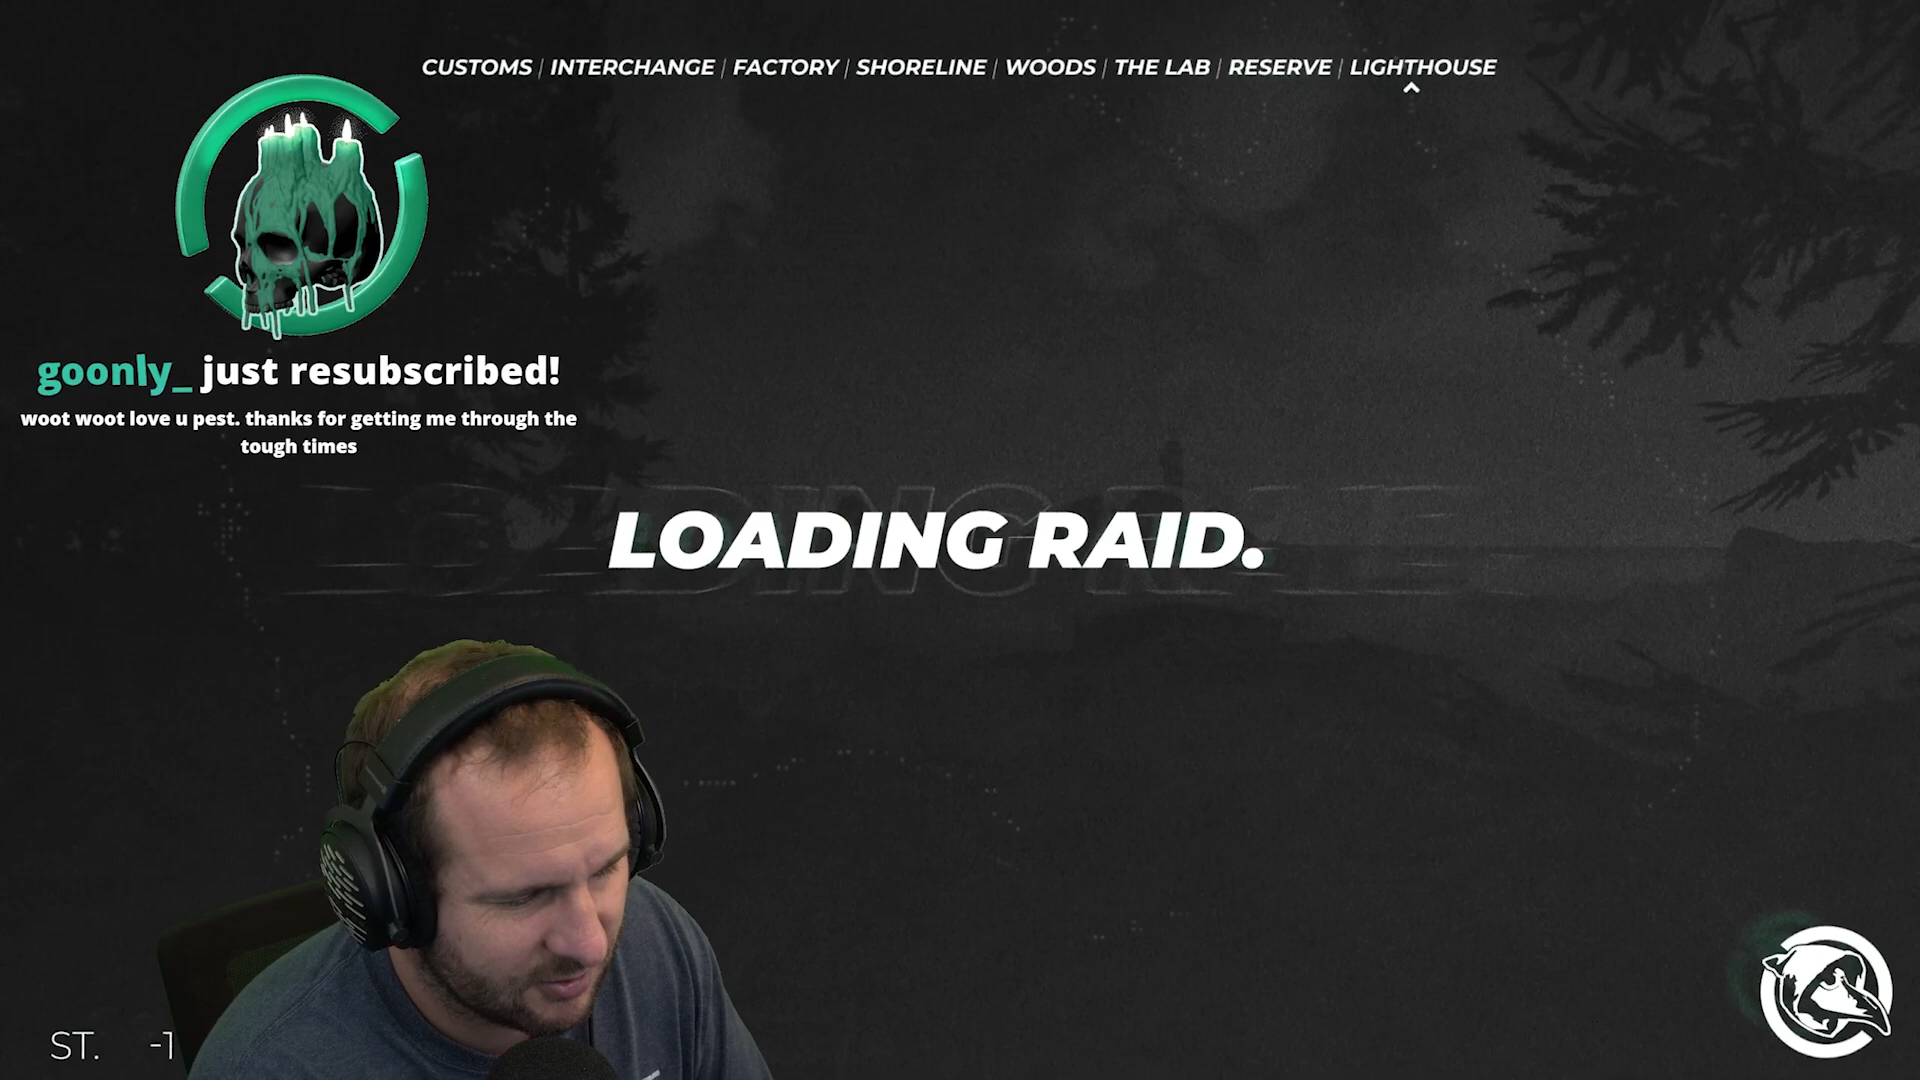 CUSTOMS | INTERCHANGE | FACTORY | SHORELINE | WOODS | THE LAB | RESERVE | LIGHTHOUSE
goonly_ just resubscribed!
woot woot love u pest. thanks for getting me through the
tough times
LOADING RAID.
ST. -1